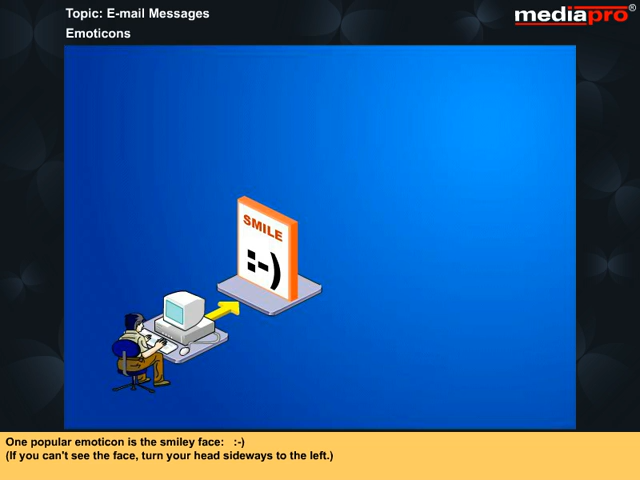 Topic: E-mail Messages
mediapro®
Emoticons
SMILE
:-)
One popular emoticon is the smiley face:   :-)
(If you can't see the face, turn your head sideways to the left.)